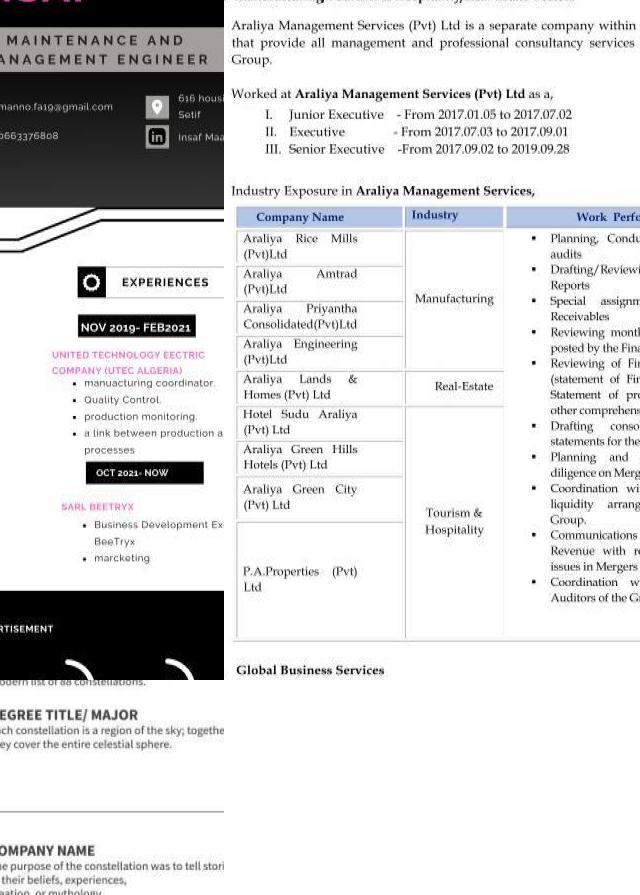 MAINTENANCE AND
ANAGEMENT ENGINEER
manno.fa19@gmail.com
0663376808
616 housi
Setif
in
Insaf Maa
EXPERIENCES
NOV 2019- FEB2021
UNITED TECHNOLOGY EECTRIC
COMPANY (UTEC ALGERIA)
• manuacturing coordinator.
• Quality Control.
• production monitoring.
• a link between production a
processes
OCT 2021- NOW
SARL BEETRYX
• Business Development Ex
BeeTryx
• marcketing
RTISEMENT
odern list of 88 constellations.
EGREE TITLE/ MAJOR
ch constellation is a region of the sky; togethe
ey cover the entire celestial sphere.
OMPANY NAME
e purpose of the constellation was to tell stori
their beliefs, experiences,
eation, or mythology.
Araliya Management Services (Pvt) Ltd is a separate company within
that provide all management and professional consultancy services
Group.
Worked at Araliya Management Services (Pvt) Ltd as a,
I. Junior Executive - From 2017.01.05 to 2017.07.02
II. Executive - From 2017.07.03 to 2017.09.01
III. Senior Executive -From 2017.09.02 to 2019.09.28
Industry Exposure in Araliya Management Services,
Company Name
Industry
Work Perfo
Araliya Rice Mills
(Pvt)Ltd
Araliya Amtrad
(Pvt)Ltd
Araliya Priyantha
Consolidated(Pvt)Ltd
Araliya Engineering
(Pvt)Ltd
Manufacturing
Araliya Lands &
Homes (Pvt) Ltd
Real-Estate
Hotel Sudu Araliya
(Pvt) Ltd
Araliya Green Hills
Hotels (Pvt) Ltd
Araliya Green City
(Pvt) Ltd
P.A.Properties (Pvt)
Ltd
Tourism &
Hospitality
▪ Planning, Condu
audits
▪ Drafting/Reviewi
Reports
▪ Special assignm
Receivables
▪ Reviewing month
posted by the Fina
▪ Reviewing of Fin
(statement of Fin
Statement of pro
other comprehens
▪ Drafting conso
statements for the
▪ Planning and
diligence on Merg
▪ Coordination wi
liquidity arrang
Group.
▪ Communications
Revenue with re
issues in Mergers
▪ Coordination w
Auditors of the Gr
Global Business Services